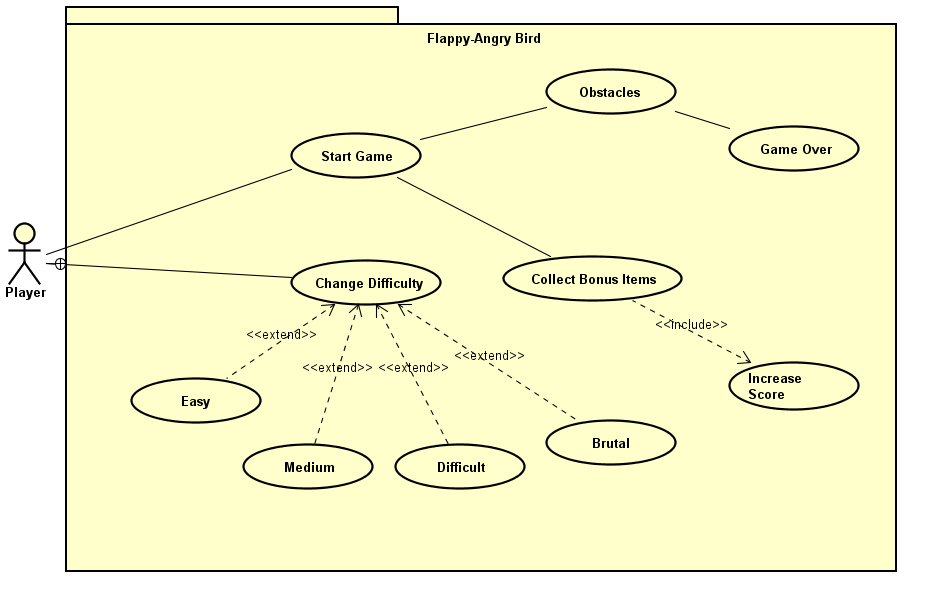 Flappy-Angry Bird
Obstacles
Game Over
Start Game
Player
Change Difficulty
Collect Bonus Items
<<extend>>
<<include>>
<<extend>>
<<extend>>
<<extend>>
Increase
Score
Easy
Brutal
Medium
Difficult